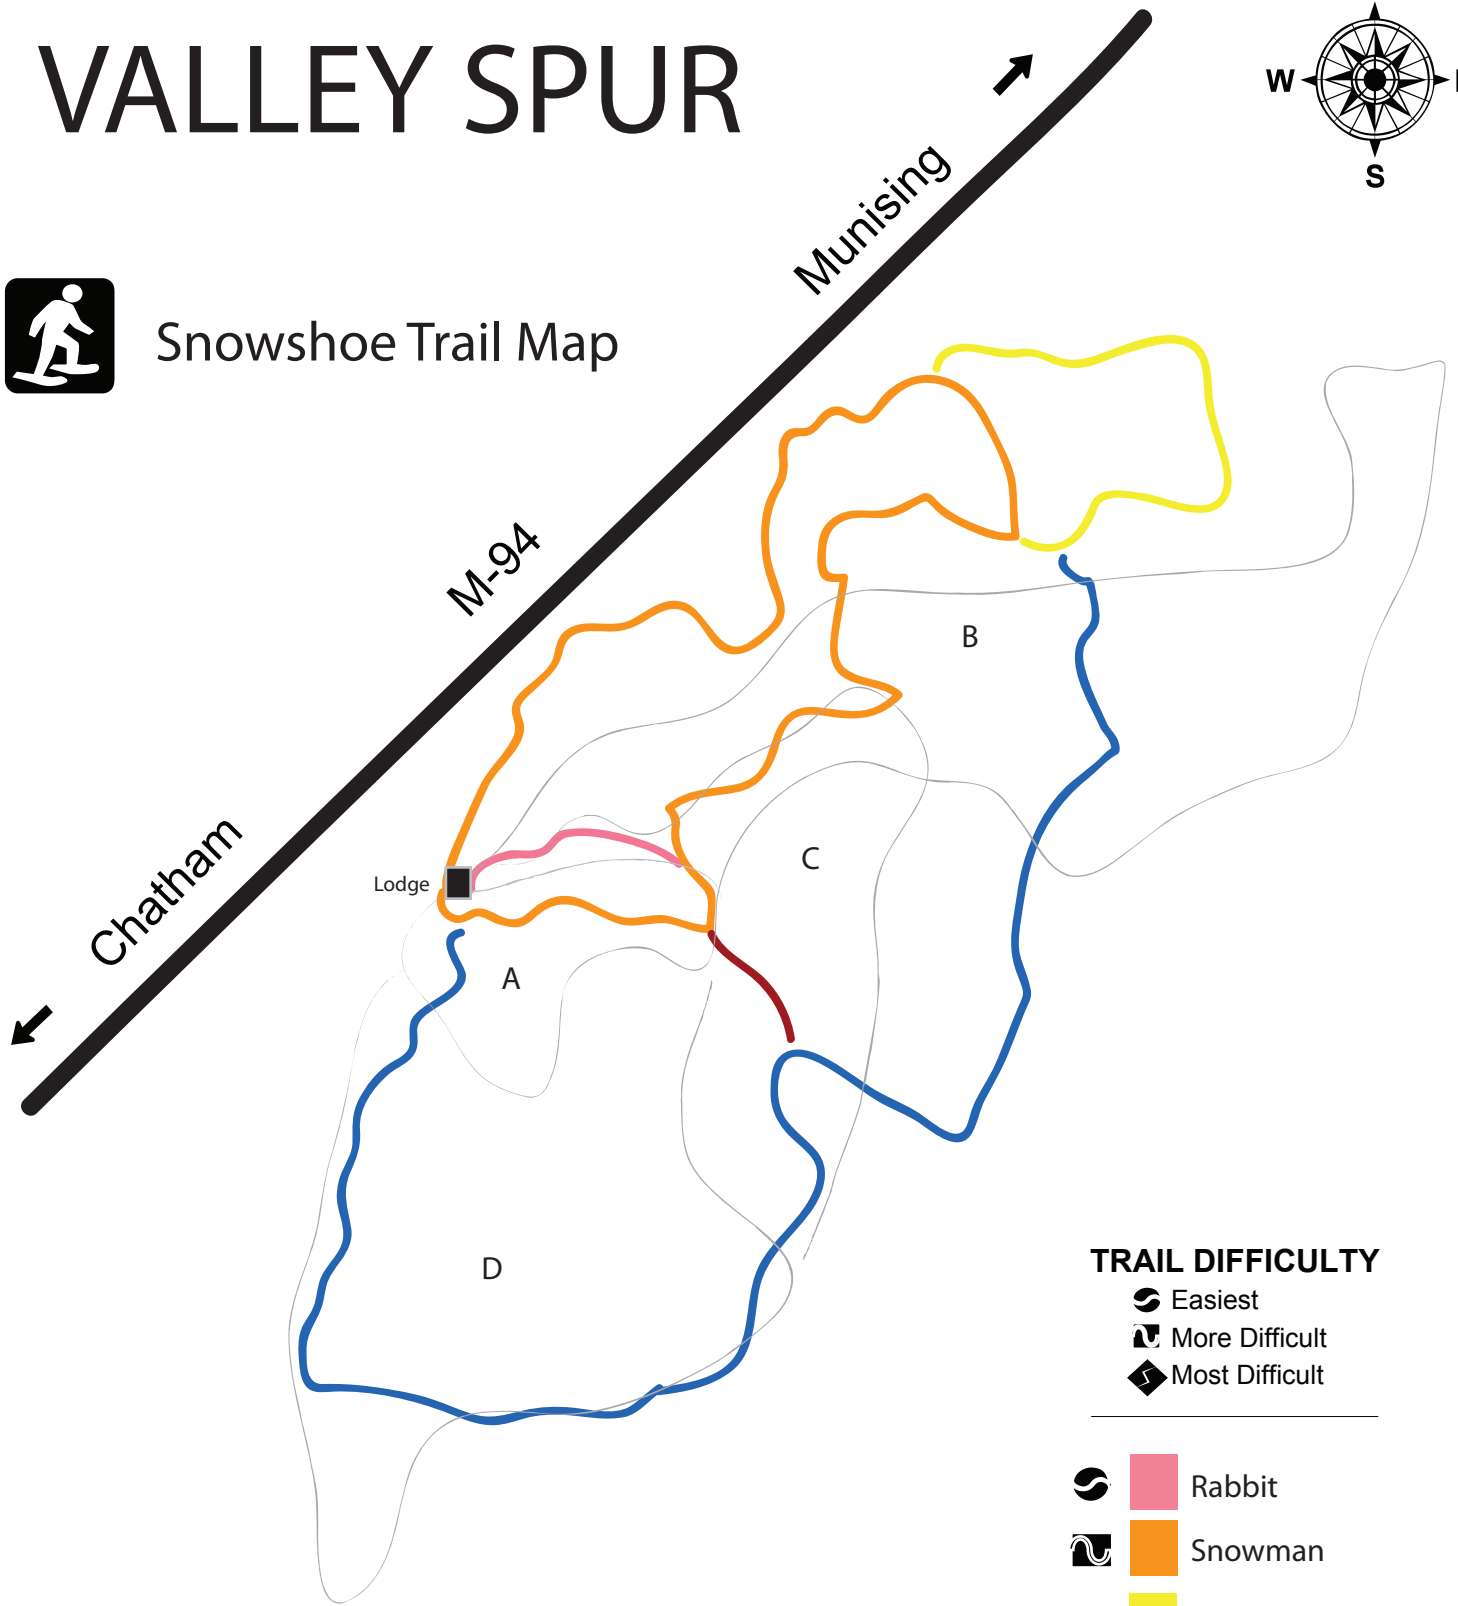 VALLEY SPUR
W
S
Munising
Snowshoe Trail Map
M-94
B
Chatham
C
Lodge
A
D
TRAIL DIFFICULTY
Easiest
More Difficult
Most Difficult
Rabbit
Snowman